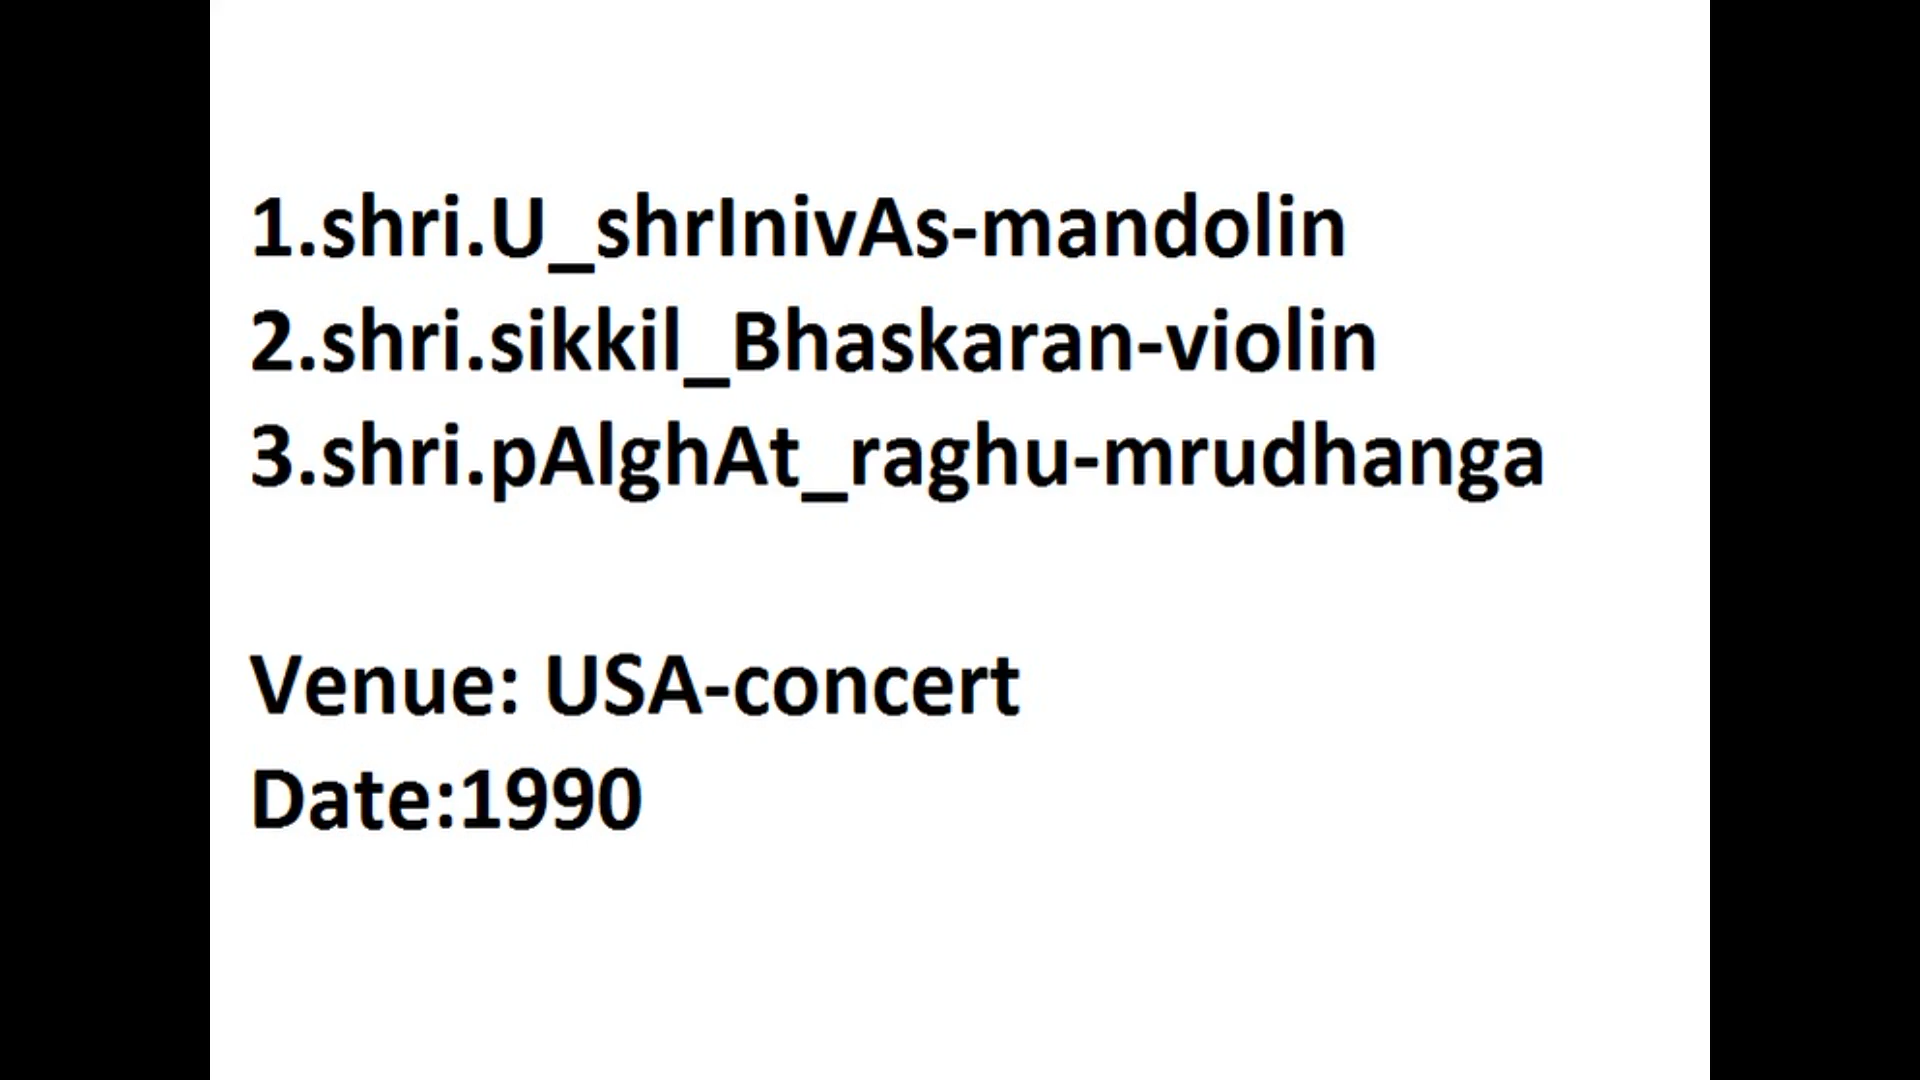 1.shri.U_shrInivAs-mandolin
2.shri.sikkil_Bhaskaran-violin
3.shri.pAlghAt_raghu-mrudhanga
Venue: USA-concert
Date:1990